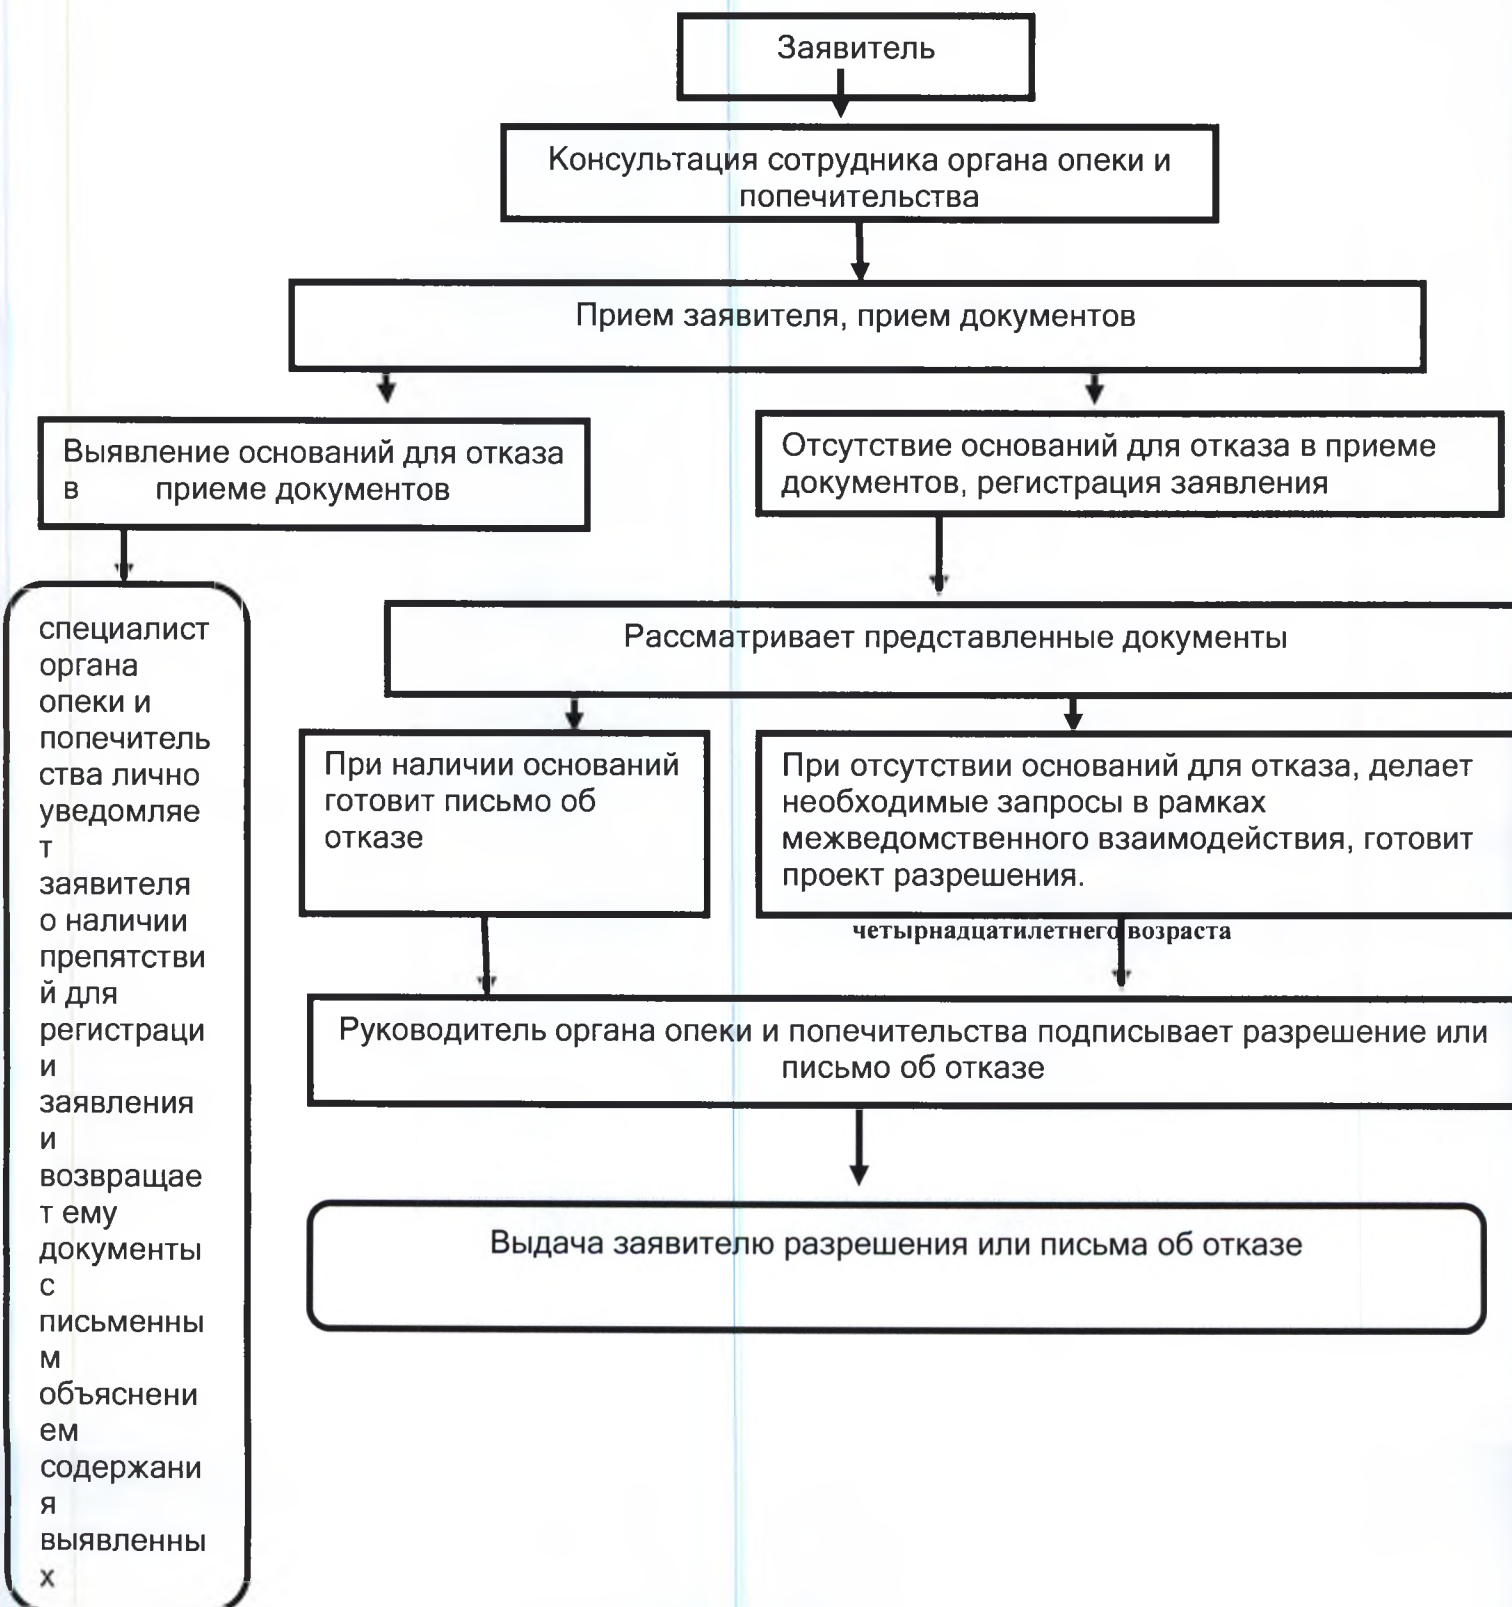 Заявитель
Консультация сотрудника органа опеки и
попечительства
Прием заявителя, прием документов
Выявление оснований для отказа
в приеме документов
Отсутствие оснований для отказа в приеме
документов, регистрация заявления
специалист
органа
опеки и
попечитель
ства лично
уведомляе
т
заявителя
о наличии
препятстви
й для
регистраци
и
заявления
и
возвращае
т ему
документы
с
письменны
м
объяснени
ем
содержани
я
выявленны
х
Рассматривает представленные документы
При наличии оснований
готовит письмо об
отказе
При отсутствии оснований для отказа, делает
необходимые запросы в рамках
межведомственного взаимодействия, готовит
проект разрешения.
четырнадцатилетнего возраста
Руководитель органа опеки и попечительства подписывает разрешение или
письмо об отказе
Выдача заявителю разрешения или письма об отказе